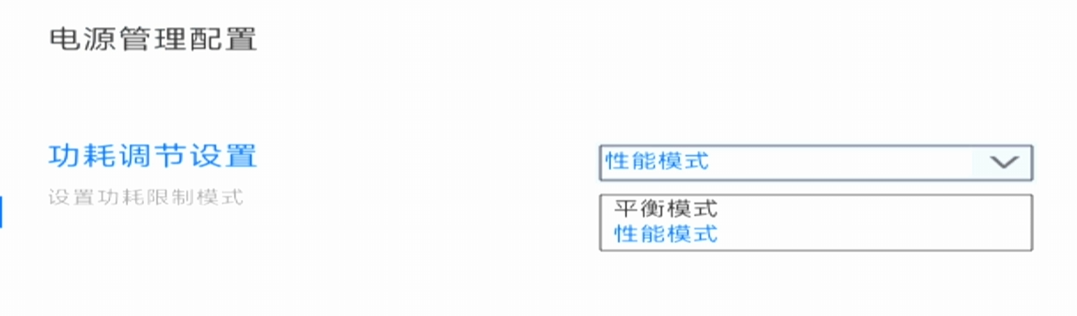 电源管理配置
功耗调节设置
性能模式
设置功耗限制模式
平衡模式
性能模式